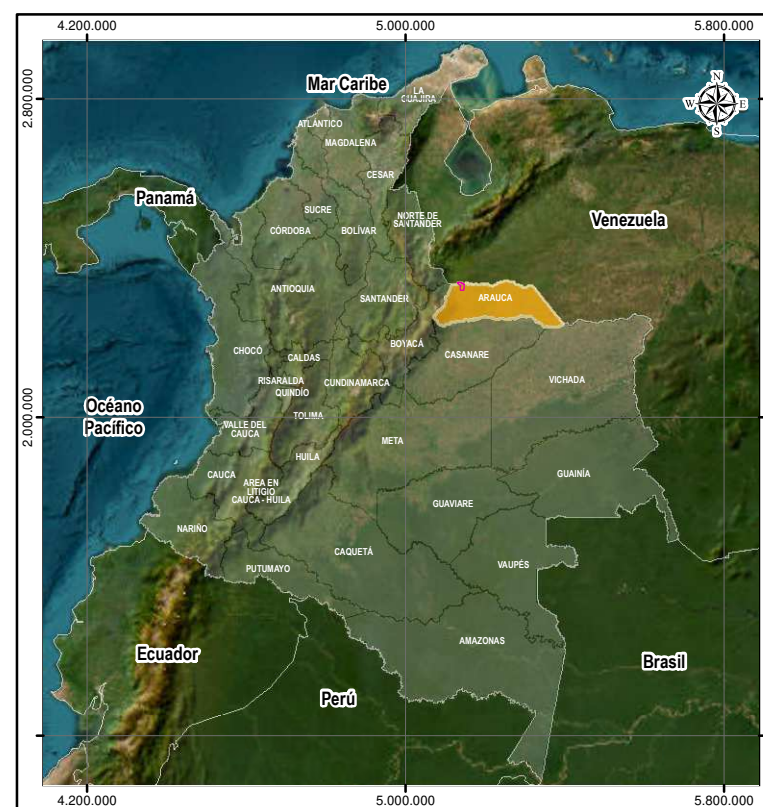 4.200.000
5.000.000
5.800.000
2.800.000
2.000.000
Mar Caribe
N
W
E
S
LA
GUAJIRA
ATLÁNTICO
MAGDALENA
CESAR
Panamá
SUCRE
NORTE DE
SANTANDER
Venezuela
CÓRDOBA
BOLÍVAR
ANTIOQUIA
SANTANDER
ARAUCA
CHOCÓ
CALDAS
BOYACÁ
CASANARE
RISARALDA
CUNDINAMARCA
VICHADA
QUINDÍO
Océano
Pacífico
TOLIMA
VALLE DEL
CAUCA
META
HUILA
CAUCA
AREA EN
LITIGIO
CAUCA - HUILA
GUAINÍA
GUAVIARE
NARIÑO
CAQUETÁ
VAUPÉS
PUTUMAYO
AMAZONAS
Ecuador
Brasil
Perú
4.200.000
5.000.000
5.800.000